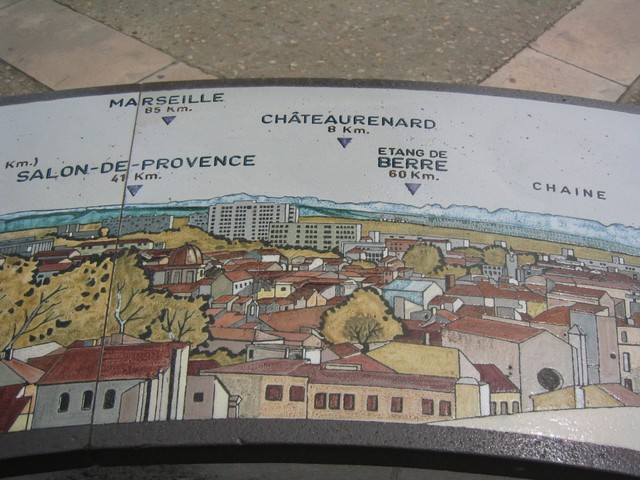 MARSEILLE
85 Km.
CHÂTEAURENARD
8 Km.
Km.)
SALON-DE-PROVENCE
41 Km.
ETANG DE
BERRE
60 Km.
CHAINE